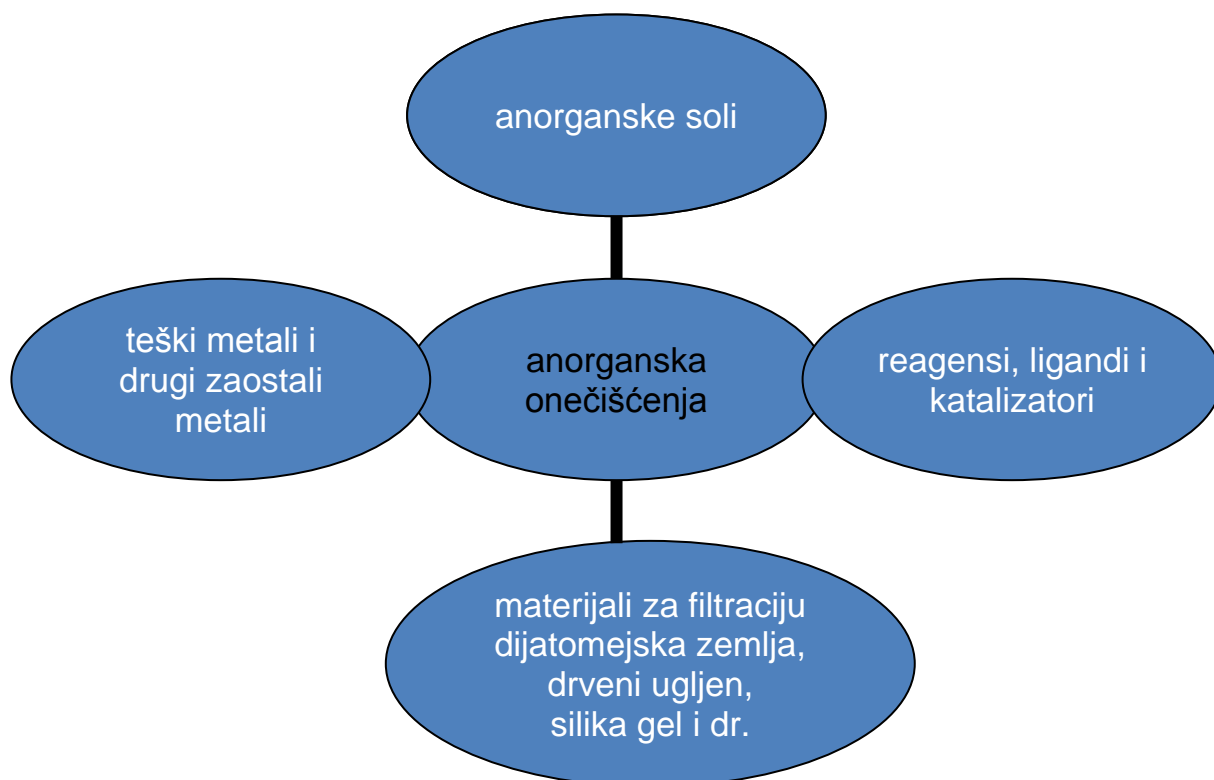 anorganske soli
teški metali i
drugi zaostali
metali
anorganska
onečišćenja
reagensi, ligandi i
katalizatori
materijali za filtraciju
dijatomejska zemlja,
drveni ugljen,
silika gel i dr.